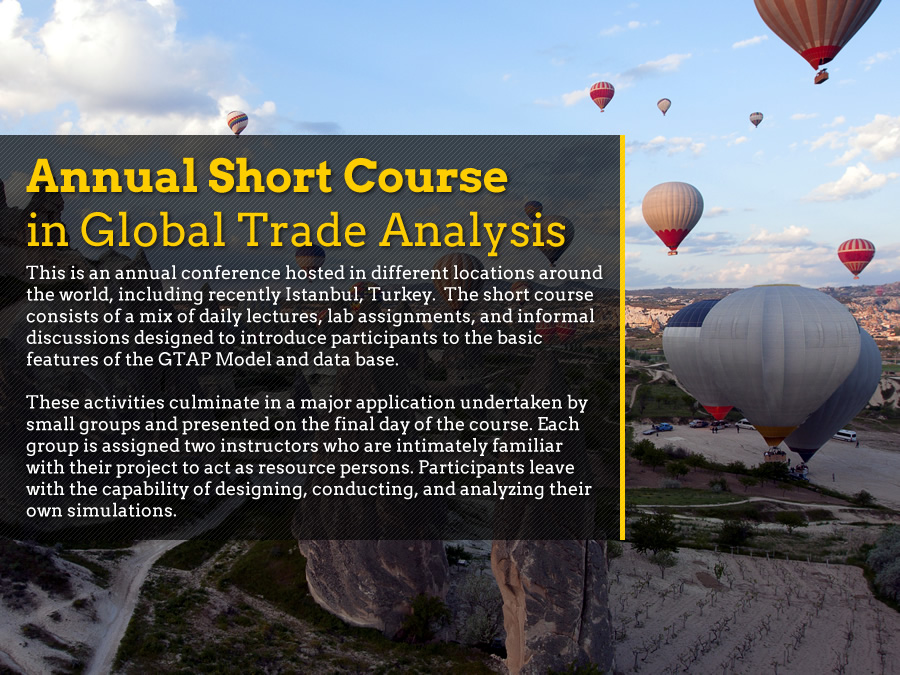 Annual Short Course
in Global Trade Analysis
This is an annual conference hosted in different locations around
the world, including recently Istanbul, Turkey.  The short course
consists of a mix of daily lectures, lab assignments, and informal
discussions designed to introduce participants to the basic
features of the GTAP Model and data base.
These activities culminate in a major application undertaken by
small groups and presented on the final day of the course. Each
group is assigned two instructors who are intimately familiar
with their project to act as resource persons. Participants leave
with the capability of designing, conducting, and analyzing their
own simulations.